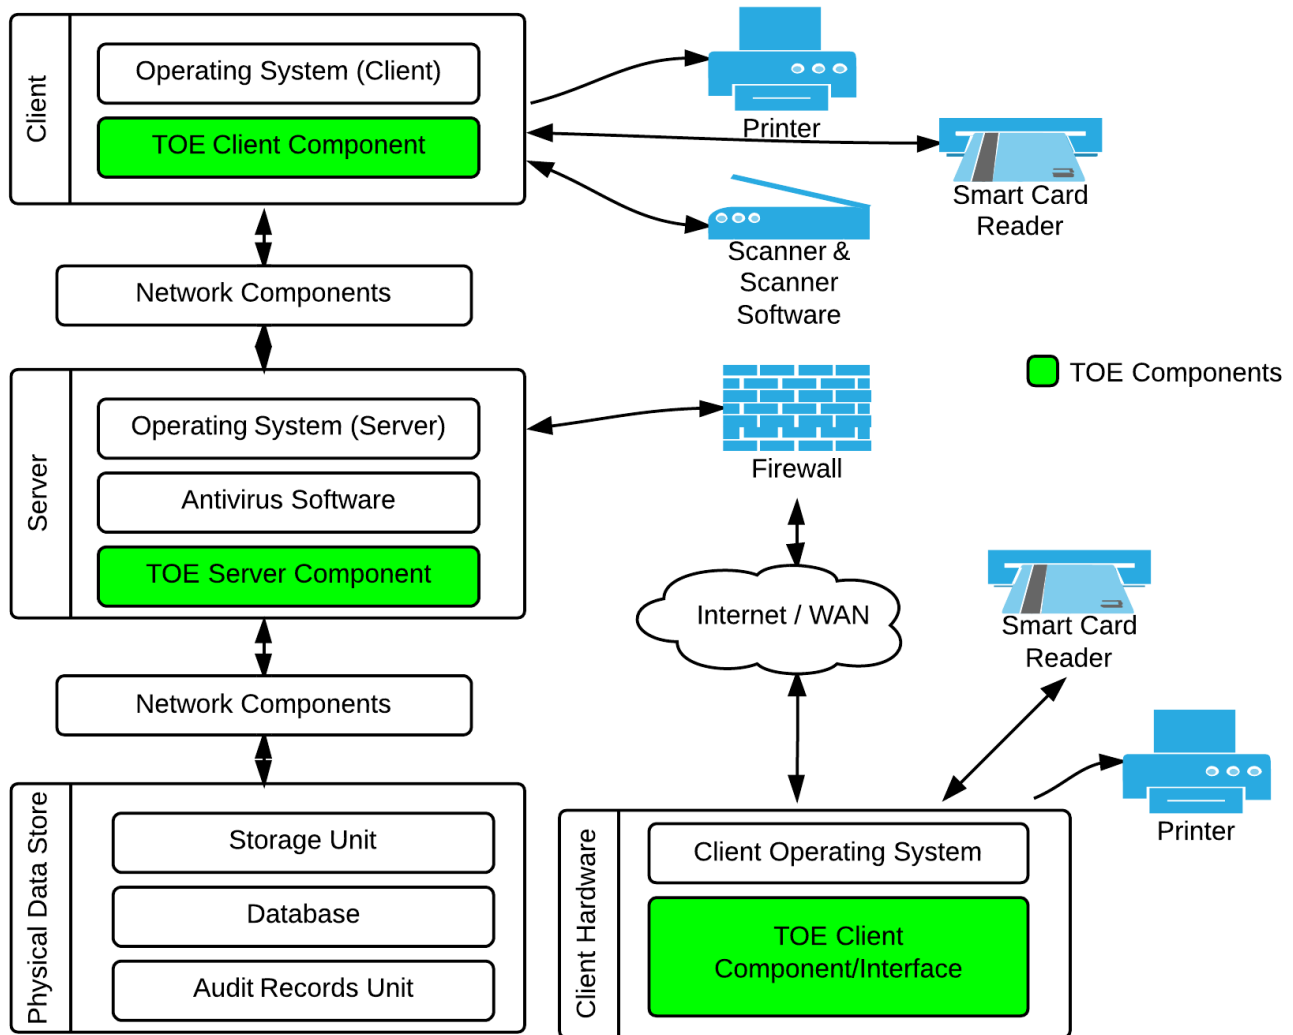 Client
Operating System (Client)
TOE Client Component
Printer
Smart Card
Reader
Scanner &
Scanner
Software
Network Components
TOE Components
Server
Operating System (Server)
Antivirus Software
TOE Server Component
Firewall
Internet / WAN
Smart Card
Reader
Network Components
Printer
Physical Data Store
Storage Unit
Database
Audit Records Unit
Client Hardware
Client Operating System
TOE Client
Component/Interface